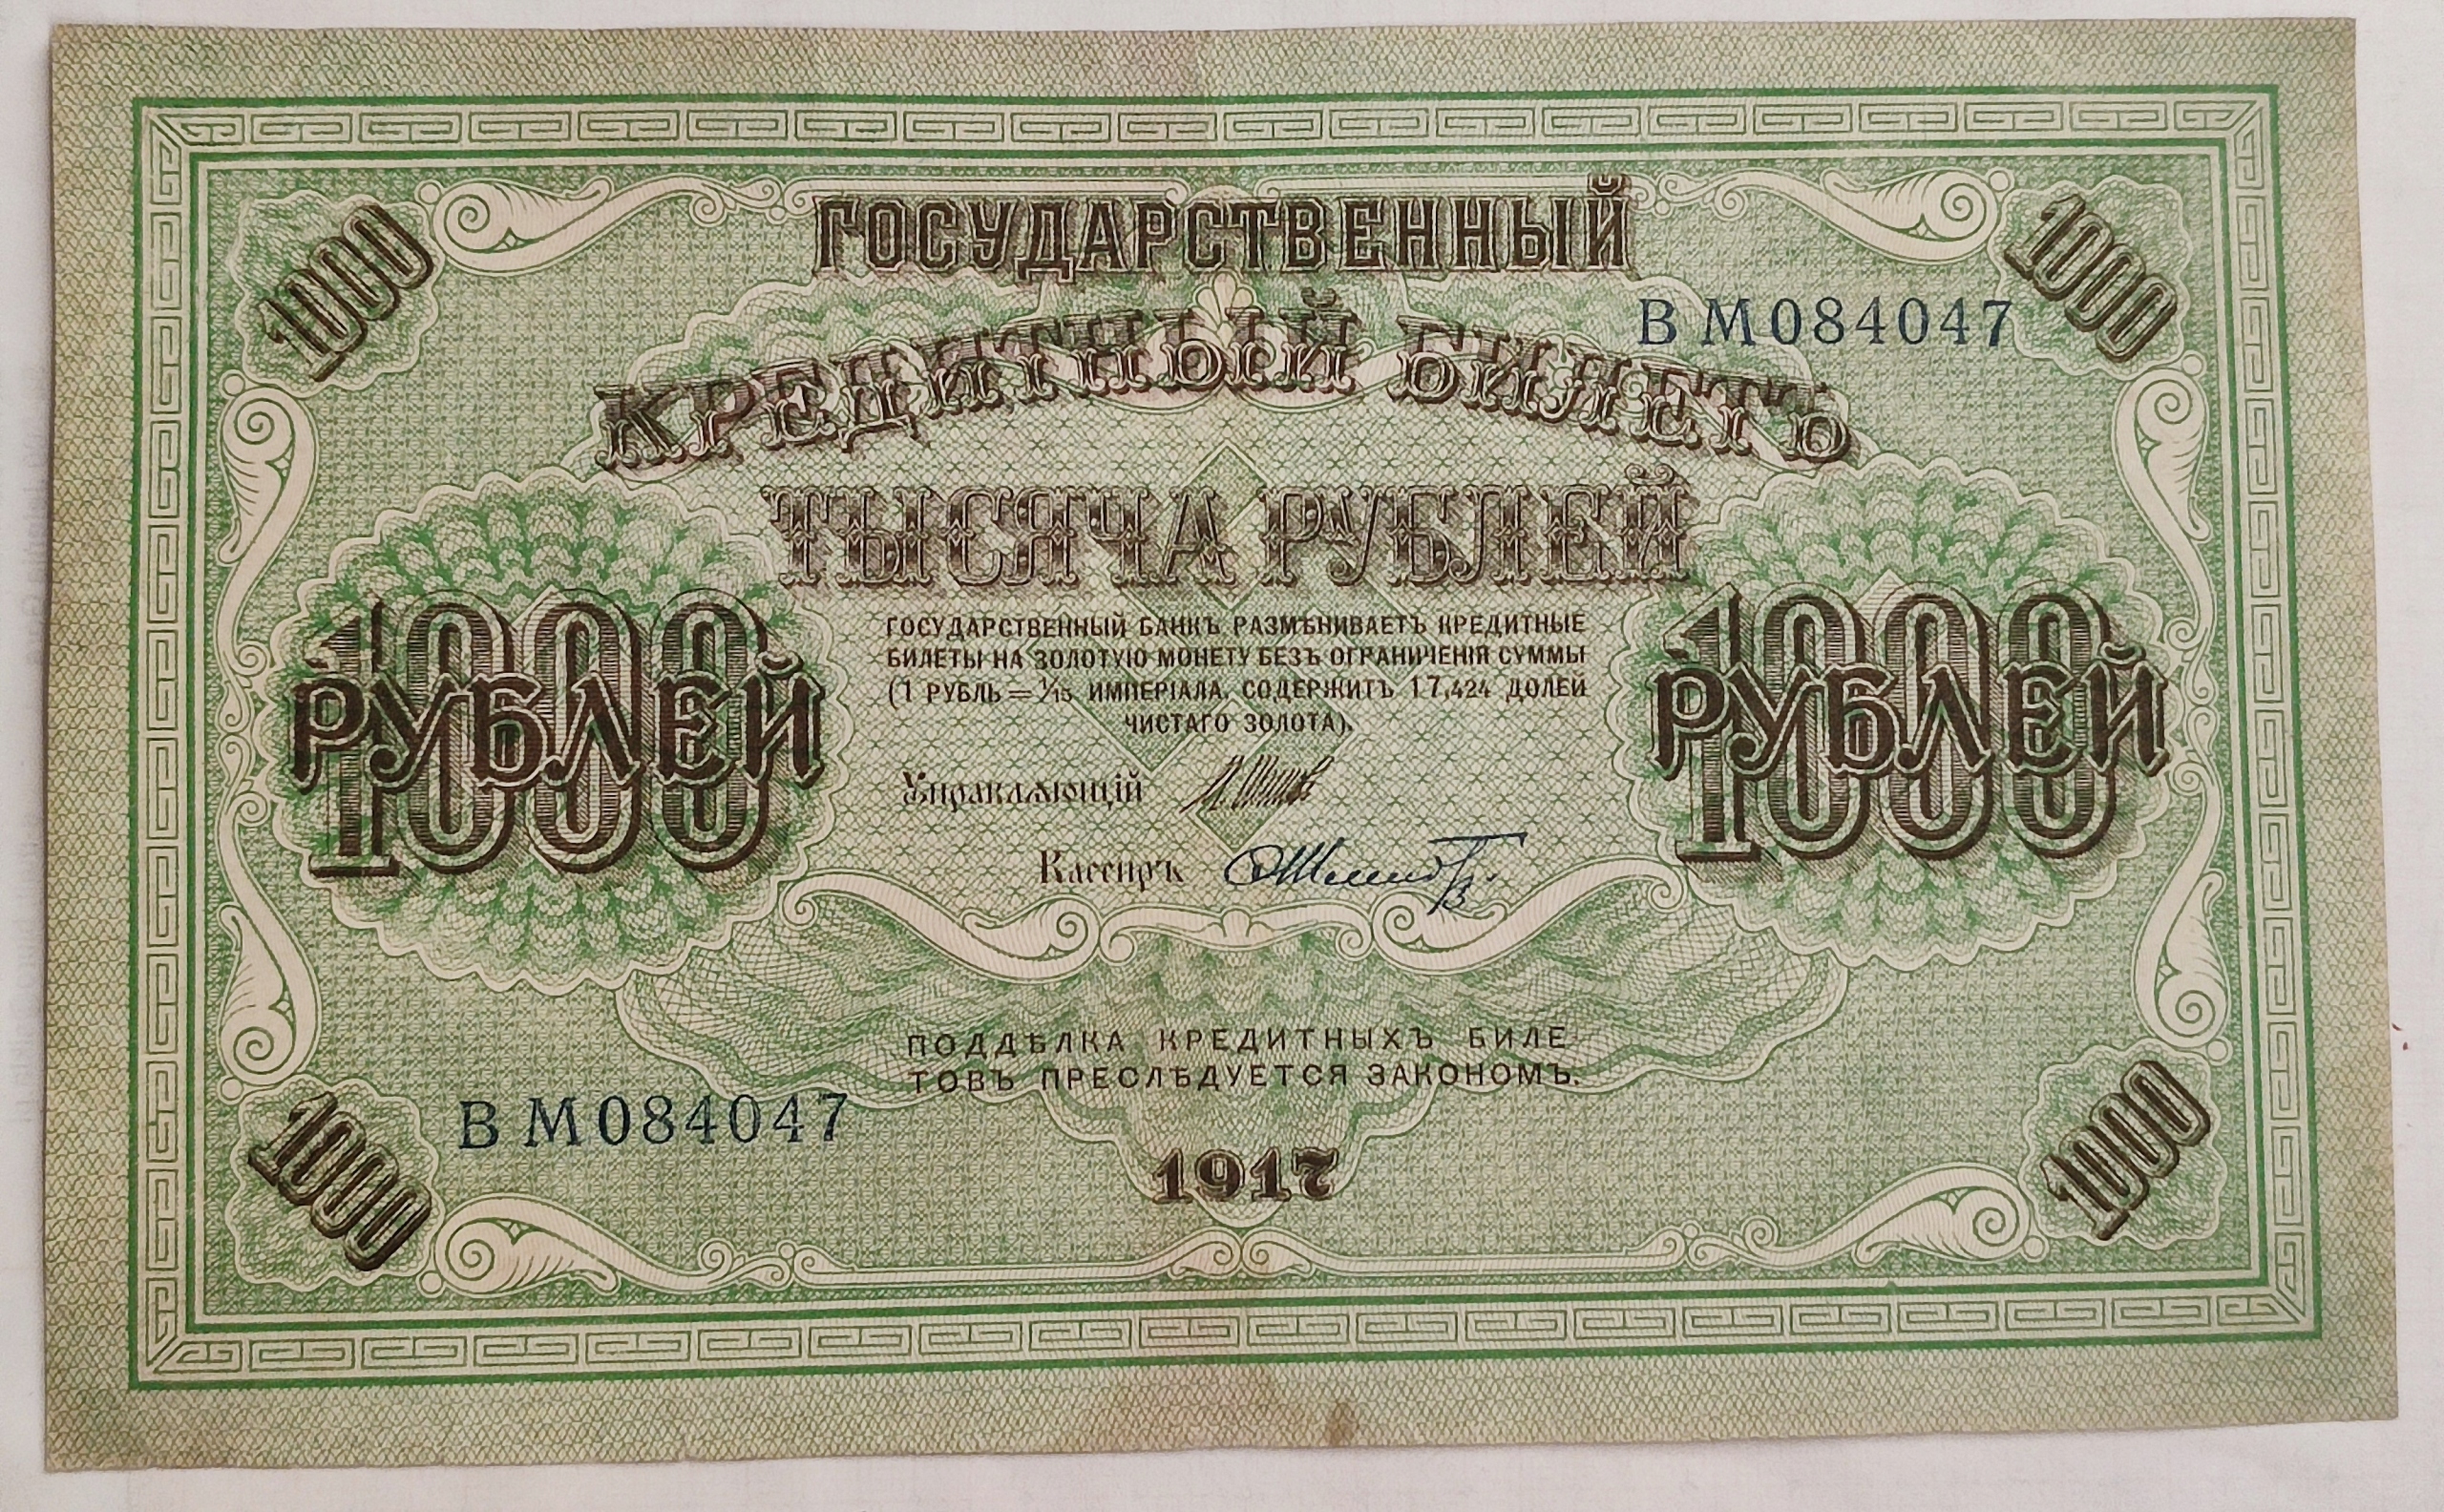 1000
ГОСУДАРСТВЕННЫЙ
1000
КРЕДИТНЫЙ БИЛЕТЪ
ВМ084047
ТЫСЯЧА РУБЛЕЙ
1000 РУБЛЕЙ
ГОСУДАРСТВЕННЫЙ БАНКЪ РАЗМѢНИВАЕТЪ КРЕДИТНЫЕ
БИЛЕТЫ НА ЗОЛОТУЮ МОНЕТУ БЕЗЪ ОГРАНИЧЕНІЯ СУММЫ
(1 РУБЛЬ = 1/15 ИМПЕРІАЛА, СОДЕРЖИТЪ 17,424 ДОЛЕЙ
ЧИСТАГО ЗОЛОТА).
1000 РУБЛЕЙ
Управляющій
Кассиръ
ПОДДѢЛКА КРЕДИТНЫХЪ БИЛЕ-
ТОВЪ ПРЕСЛѢДУЕТСЯ ЗАКОНОМЪ.
ВМ084047
1000
1917
1000